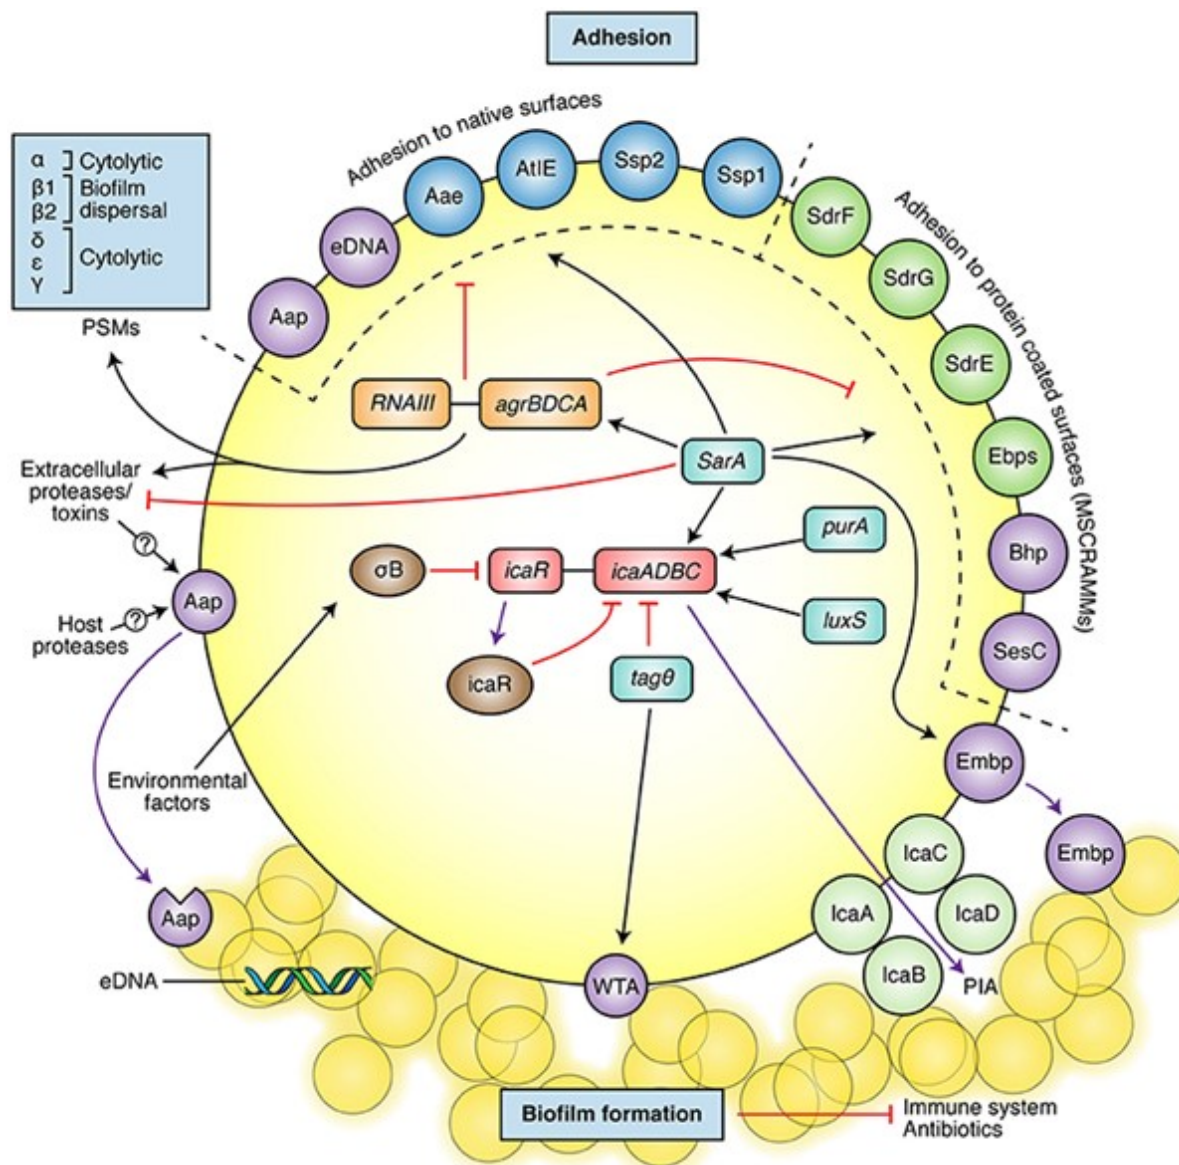 Adhesion
Adhesion to native surfaces
Adhesion to protein coated surfaces (MSCRAMMs)
α ] Cytolytic
β1 Biofilm
β2 dispersal
δ
ε Cytolytic
γ
PSMs
Aap
eDNA
Aae
AtlE
Ssp2
Ssp1
SdrF
SdrG
SdrE
Ebps
Bhp
SesC
Embp
Embp
RNAIII
agrBDCA
SarA
Extracellular
proteases/
toxins
?
Aap
Host
proteases
?
σB
icaR
icaADBC
purA
luxS
icaR
tagθ
Environmental
factors
IcaC
IcaA
IcaD
IcaB
PIA
Aap
eDNA
WTA
Biofilm formation
Immune system
Antibiotics